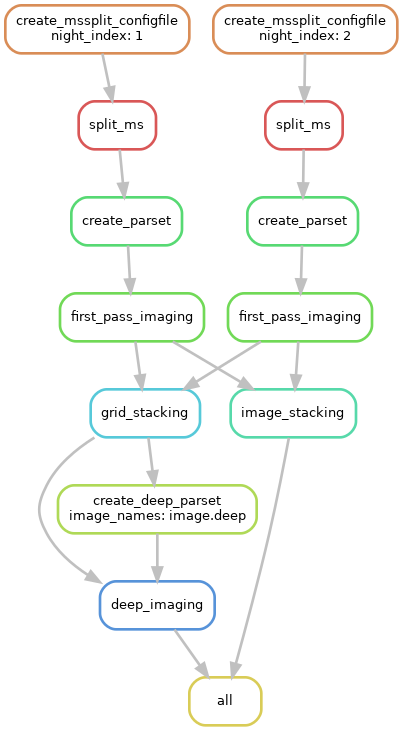 create_mssplit_configfile
night_index: 1
create_mssplit_configfile
night_index: 2
split_ms
split_ms
create_parset
create_parset
first_pass_imaging
first_pass_imaging
grid_stacking
image_stacking
create_deep_parset
image_names: image.deep
deep_imaging
all